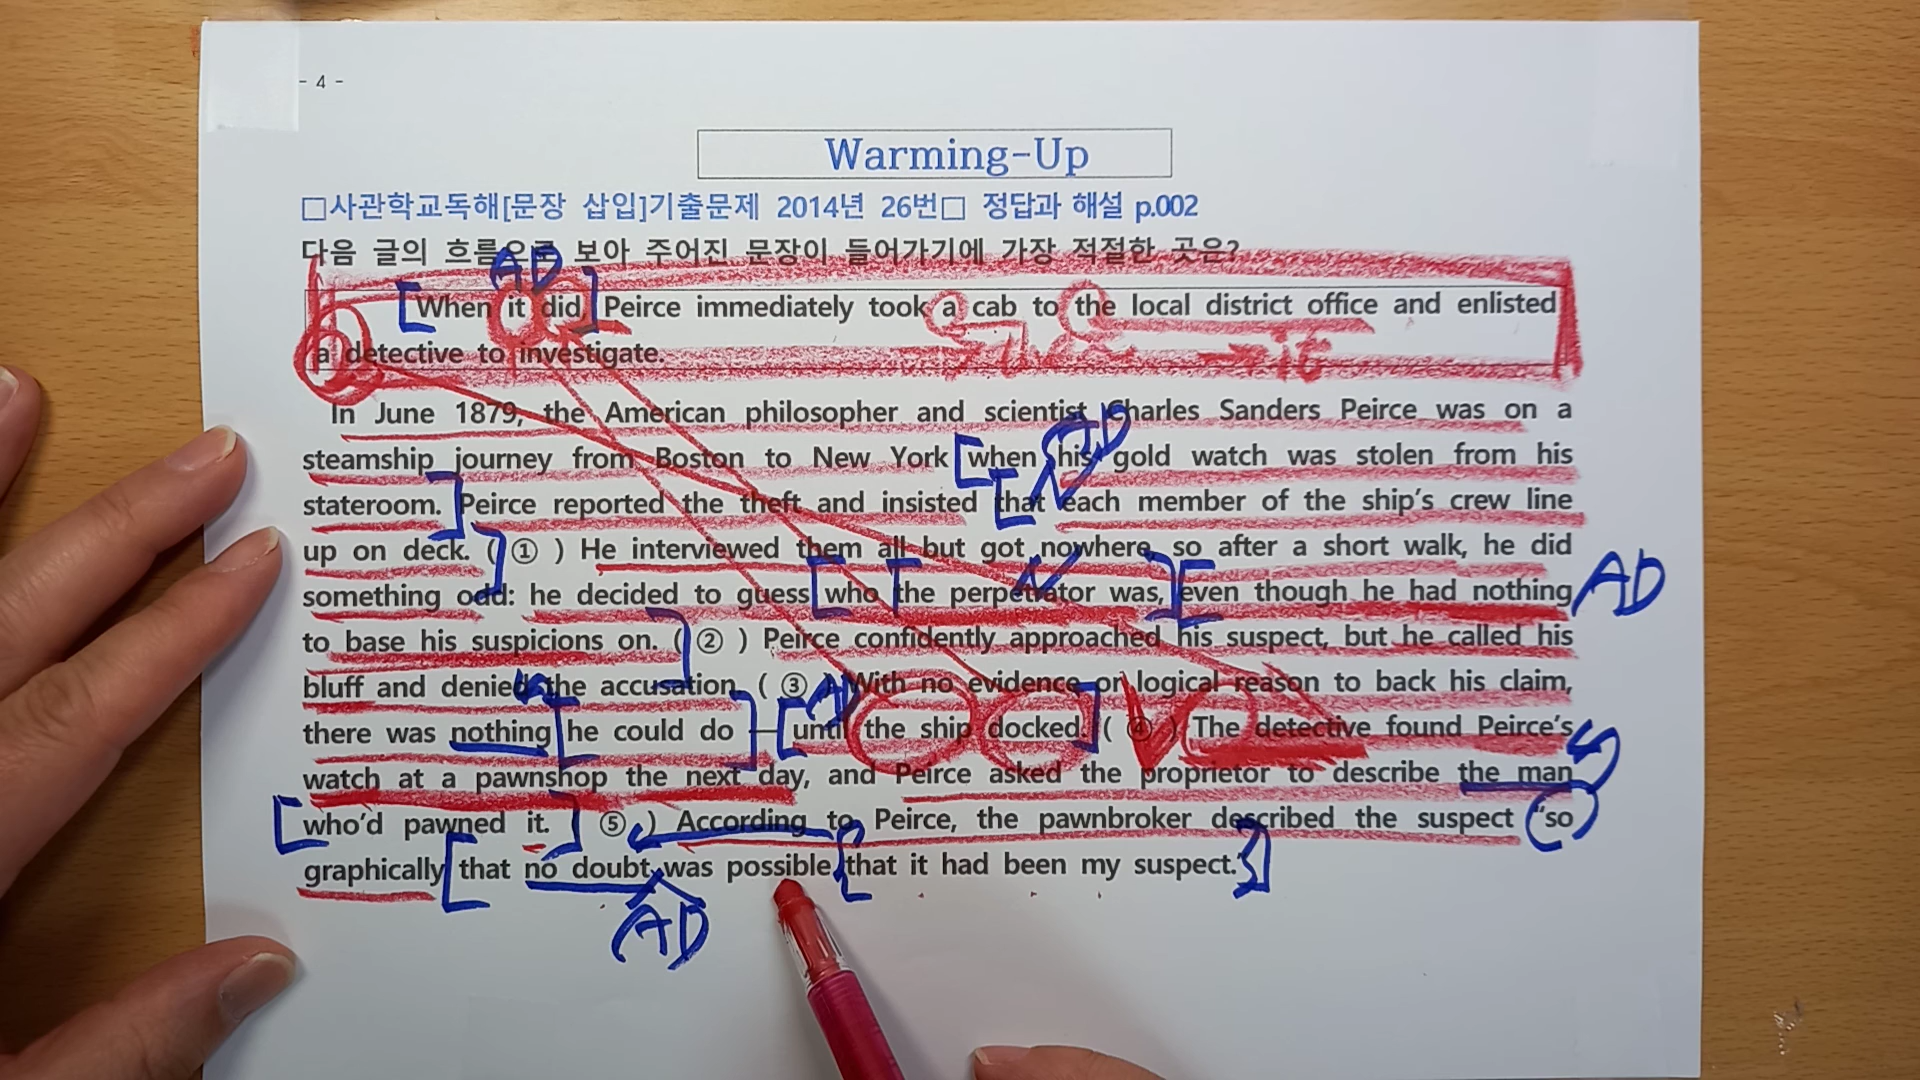 - 4 -
Warming-Up
□사관학교독해[문장 삽입]기출문제 2014년 26번□ 정답과 해설 p.002
다음 글의 흐름으로 보아 주어진 문장이 들어가기에 가장 적절한 곳은?
AD
When it did, Peirce immediately took a cab to the local district office and enlisted
a detective to investigate.
→ it
In June 1879, the American philosopher and scientist Charles Sanders Peirce was on a
AD
steamship journey from Boston to New York when his gold watch was stolen from his
stateroom. Peirce reported the theft and insisted that each member of the ship's crew line
up on deck. ( ① ) He interviewed them all but got nowhere, so after a short walk, he did
something odd: he decided to guess who the perpetrator was, even though he had nothing
AD
to base his suspicions on. ( ② ) Peirce confidently approached his suspect, but he called his
bluff and denied the accusation. ( ③ ) With no evidence or logical reason to back his claim,
AD
there was nothing he could do — until the ship docked. ( ④ ) The detective found Peirce's
watch at a pawnshop the next day, and Peirce asked the proprietor to describe the man
who'd pawned it. ( ⑤ ) According to Peirce, the pawnbroker described the suspect "so
graphically that no doubt was possible that it had been my suspect."
AD